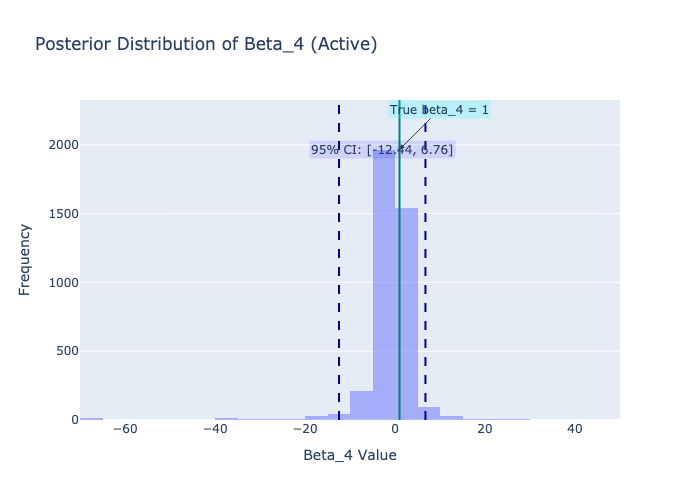 Posterior Distribution of Beta_4 (Active)
True beta_4 = 1
95% CI: [-12.44, 6.76]
2000
1500
1000
500
0
Frequency
−60
−40
−20
0
20
40
Beta_4 Value